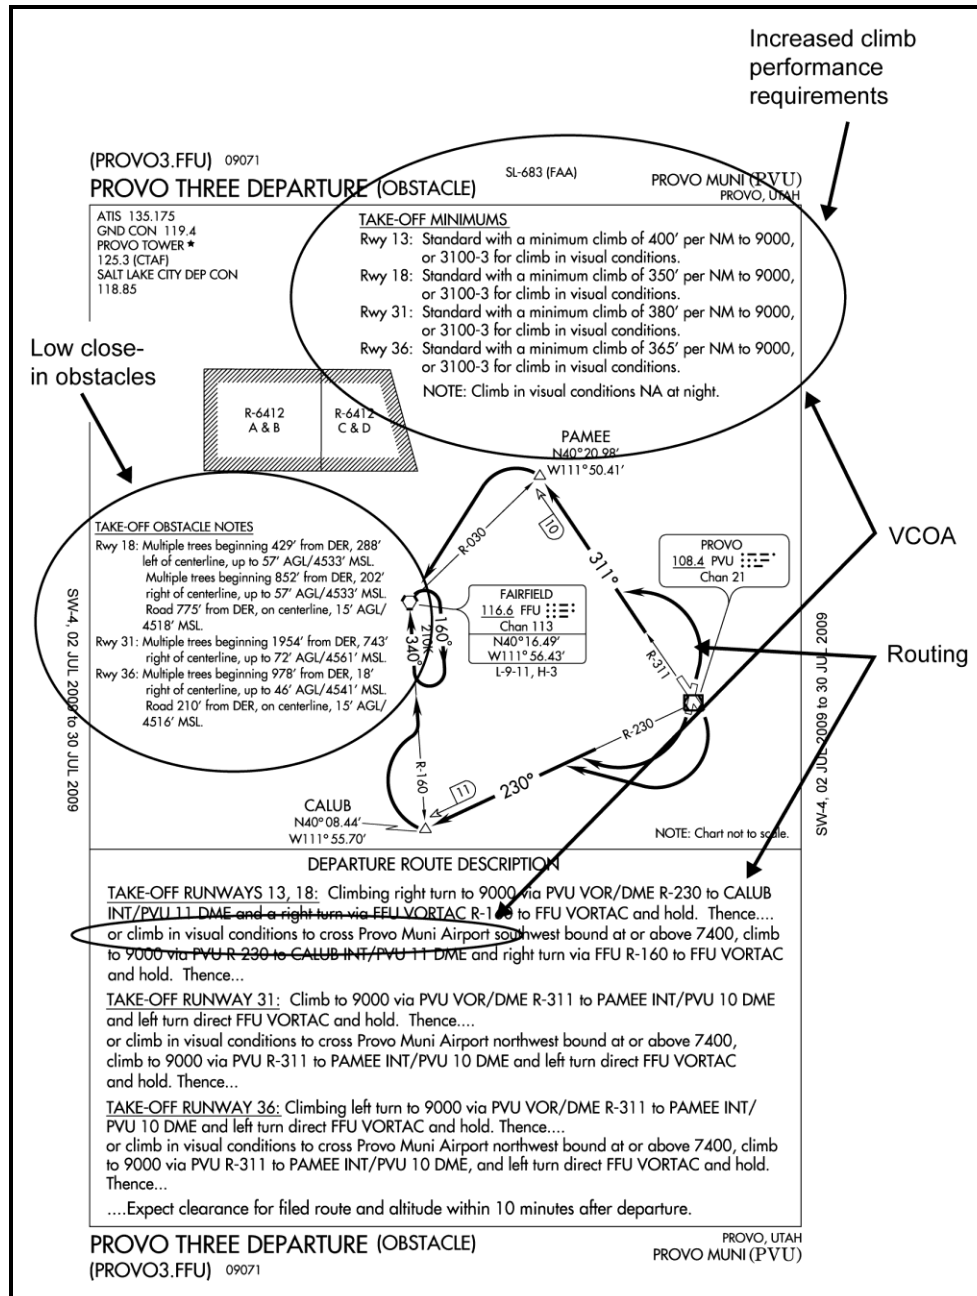 Increased climb
performance
requirements
(PROVO3.FFU) 09071
PROVO THREE DEPARTURE (OBSTACLE)
SL-683 (FAA)
PROVO MUNI (PVU)
PROVO, UTAH
ATIS 135.175
GND CON 119.4
PROVO TOWER ★
125.3 (CTAF)
SALT LAKE CITY DEP CON
118.85
TAKE-OFF MINIMUMS
Rwy 13: Standard with a minimum climb of 400' per NM to 9000,
or 3100-3 for climb in visual conditions.
Rwy 18: Standard with a minimum climb of 350' per NM to 9000,
or 3100-3 for climb in visual conditions.
Rwy 31: Standard with a minimum climb of 380' per NM to 9000,
or 3100-3 for climb in visual conditions.
Rwy 36: Standard with a minimum climb of 365' per NM to 9000,
or 3100-3 for climb in visual conditions.
NOTE: Climb in visual conditions NA at night.
Low close-
in obstacles
R-6412
A & B
R-6412
C & D
PAMEE
N40°20.98'
W111°50.41'
10
R-030
311°
R-311
TAKE-OFF OBSTACLE NOTES
Rwy 18: Multiple trees beginning 429' from DER, 288'
left of centerline, up to 57' AGL/4533' MSL.
Multiple trees beginning 852' from DER, 202'
right of centerline, up to 57' AGL/4533' MSL.
Road 775' from DER, on centerline, 15' AGL/
4518' MSL.
Rwy 31: Multiple trees beginning 1954' from DER, 743'
right of centerline, up to 72' AGL/4561' MSL.
Rwy 36: Multiple trees beginning 978' from DER, 18'
right of centerline, up to 46' AGL/4541' MSL.
Road 210' from DER, on centerline, 15' AGL/
4516' MSL.
FAIRFIELD
116.6 FFU
Chan 113
N40°16.49'
W111°56.43'
L-9-11, H-3
340°
210K
160°
PROVO
108.4 PVU
Chan 21
VCOA
Routing
R-230
230°
R-160
11
CALUB
N40°08.44'
W111°55.70'
NOTE: Chart not to scale.
SW-4, 02 JUL 2009 to 30 JUL 2009
SW-4, 02 JUL 2009 to 30 JUL 2009
DEPARTURE ROUTE DESCRIPTION
TAKE-OFF RUNWAYS 13, 18: Climbing right turn to 9000 via PVU VOR/DME R-230 to CALUB
INT/PVU 11 DME and a right turn via FFU VORTAC R-160 to FFU VORTAC and hold. Thence....
or climb in visual conditions to cross Provo Muni Airport southwest bound at or above 7400, climb
to 9000 via PVU R-230 to CALUB INT/PVU 11 DME and right turn via FFU R-160 to FFU VORTAC
and hold. Thence...
TAKE-OFF RUNWAY 31: Climb to 9000 via PVU VOR/DME R-311 to PAMEE INT/PVU 10 DME
and left turn direct FFU VORTAC and hold. Thence....
or climb in visual conditions to cross Provo Muni Airport northwest bound at or above 7400,
climb to 9000 via PVU R-311 to PAMEE INT/PVU 10 DME and left turn direct FFU VORTAC
and hold. Thence...
TAKE-OFF RUNWAY 36: Climbing left turn to 9000 via PVU VOR/DME R-311 to PAMEE INT/
PVU 10 DME and left turn direct FFU VORTAC and hold. Thence....
or climb in visual conditions to cross Provo Muni Airport northwest bound at or above 7400, climb
to 9000 via PVU R-311 to PAMEE INT/PVU 10 DME, and left turn direct FFU VORTAC and hold.
Thence...
....Expect clearance for filed route and altitude within 10 minutes after departure.
PROVO THREE DEPARTURE (OBSTACLE)
(PROVO3.FFU) 09071
PROVO, UTAH
PROVO MUNI (PVU)